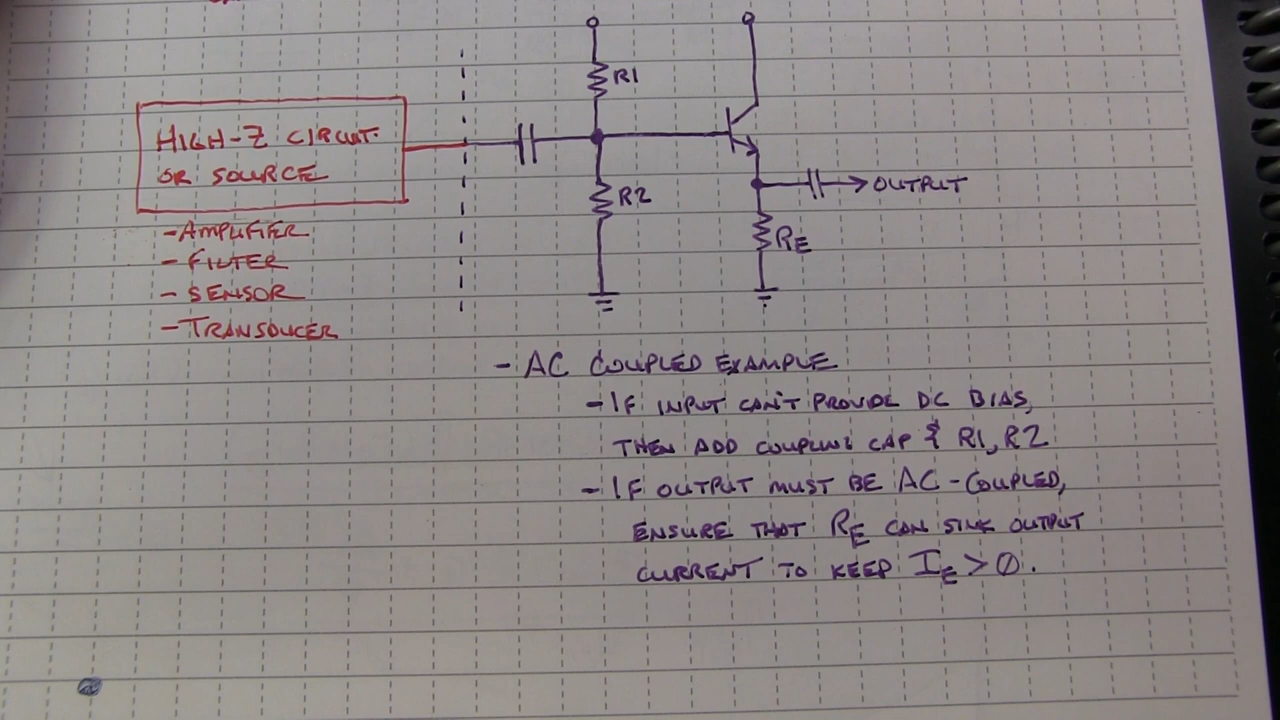 R1
HIGH-Z CIRCUIT
OR SOURCE
- AMPLIFIER
- FILTER
- SENSOR
- TRANSDUCER
R2
OUTPUT
RE
- AC COUPLED EXAMPLE
- IF INPUT CAN'T PROVIDE DC BIAS,
THEN ADD COUPLING CAP & R1, R2
- IF OUTPUT MUST BE AC-COUPLED,
ENSURE THAT RE CAN SINK OUTPUT
CURRENT TO KEEP IE > 0.